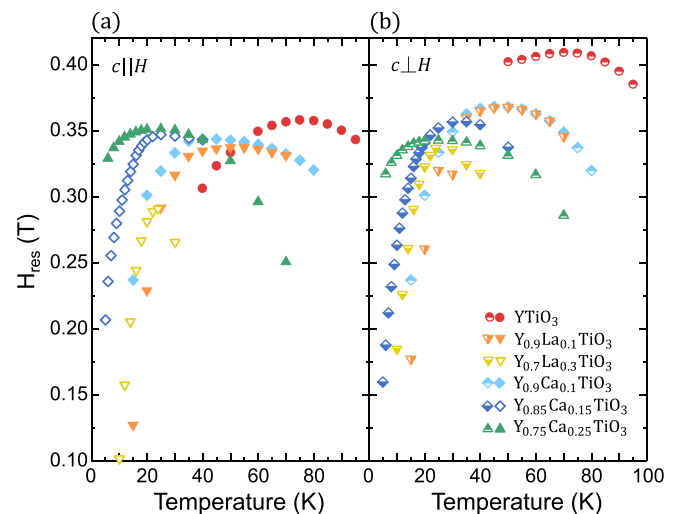 (a)
(b)
c||H
c⊥H
0.40
0.35
0.30
0.25
0.20
0.15
0.10
H_res (T)
YTiO₃
Y₀.₉La₀.₁TiO₃
Y₀.₇La₀.₃TiO₃
Y₀.₉Ca₀.₁TiO₃
Y₀.₈₅Ca₀.₁₅TiO₃
Y₀.₇₅Ca₀.₂₅TiO₃
0 20 40 60 80 0 20 40 60 80 100
Temperature (K) Temperature (K)